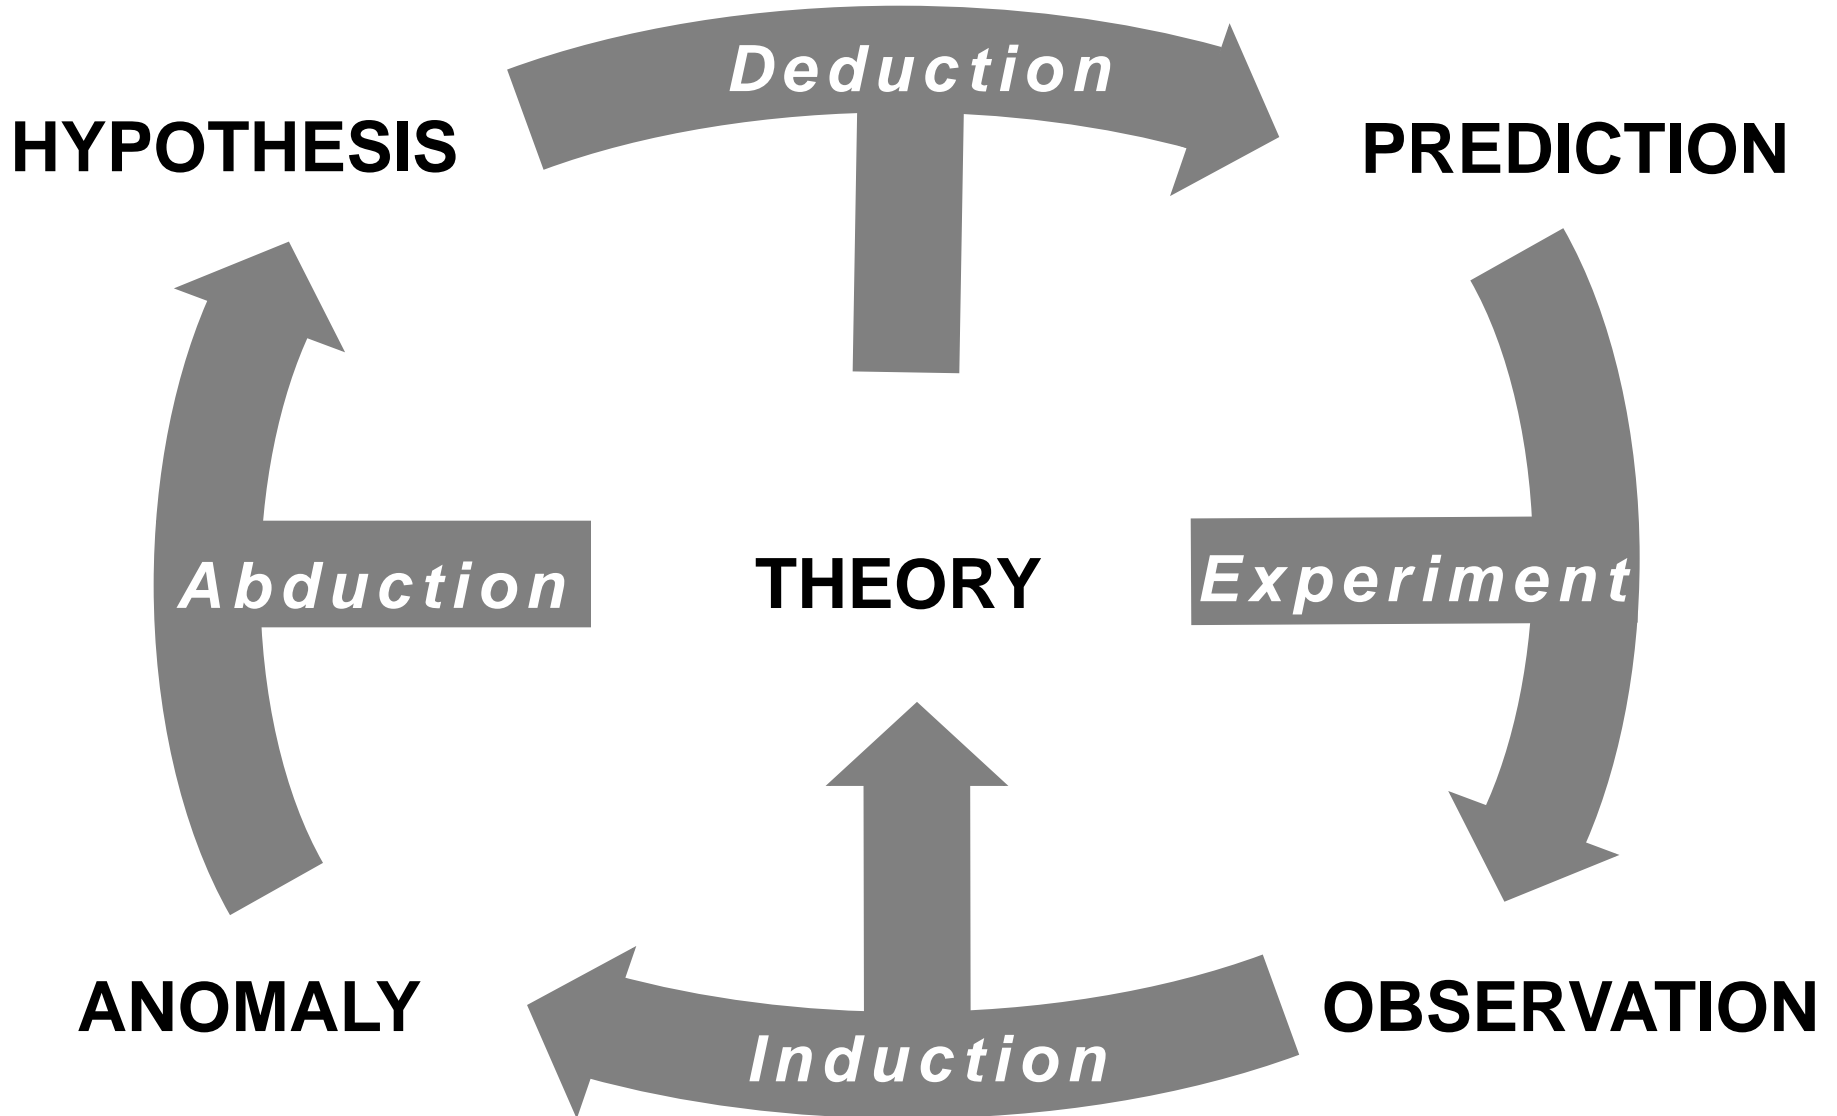 Deduction
HYPOTHESIS
PREDICTION
Abduction
THEORY
Experiment
ANOMALY
OBSERVATION
Induction